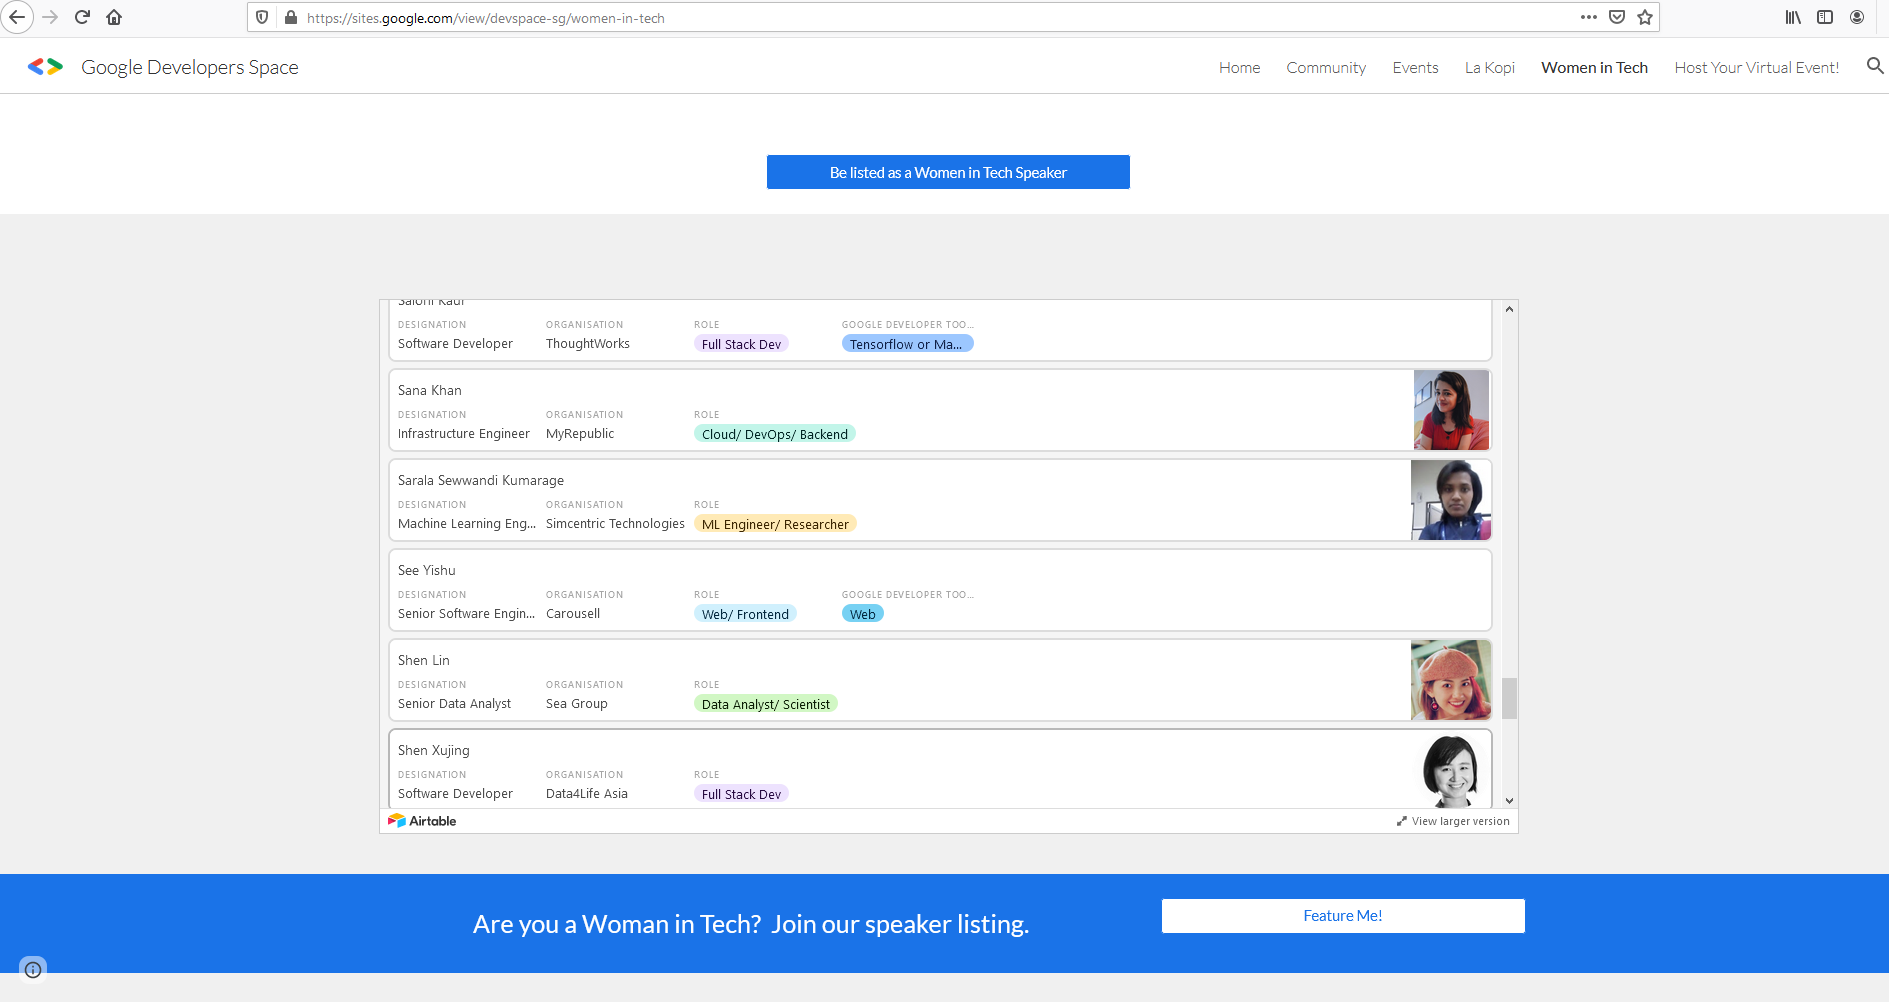 https://sites.google.com/view/devspace-sg/women-in-tech
Google Developers Space
Home Community Events La Kopi Women in Tech Host Your Virtual Event!
Be listed as a Women in Tech Speaker
Saloni Kaur
DESIGNATION ORGANISATION ROLE GOOGLE DEVELOPER TOO...
Software Developer ThoughtWorks Full Stack Dev Tensorflow or Ma...
Sana Khan
DESIGNATION ORGANISATION ROLE
Infrastructure Engineer MyRepublic Cloud/ DevOps/ Backend
Sarala Sewwandi Kumarage
DESIGNATION ORGANISATION ROLE
Machine Learning Eng... Simcentric Technologies ML Engineer/ Researcher
See Yishu
DESIGNATION ORGANISATION ROLE GOOGLE DEVELOPER TOO...
Senior Software Engin... Carousell Web/ Frontend Web
Shen Lin
DESIGNATION ORGANISATION ROLE
Senior Data Analyst Sea Group Data Analyst/ Scientist
Shen Xujing
DESIGNATION ORGANISATION ROLE
Software Developer Data4Life Asia Full Stack Dev
Airtable View larger version
Are you a Woman in Tech? Join our speaker listing. Feature Me!